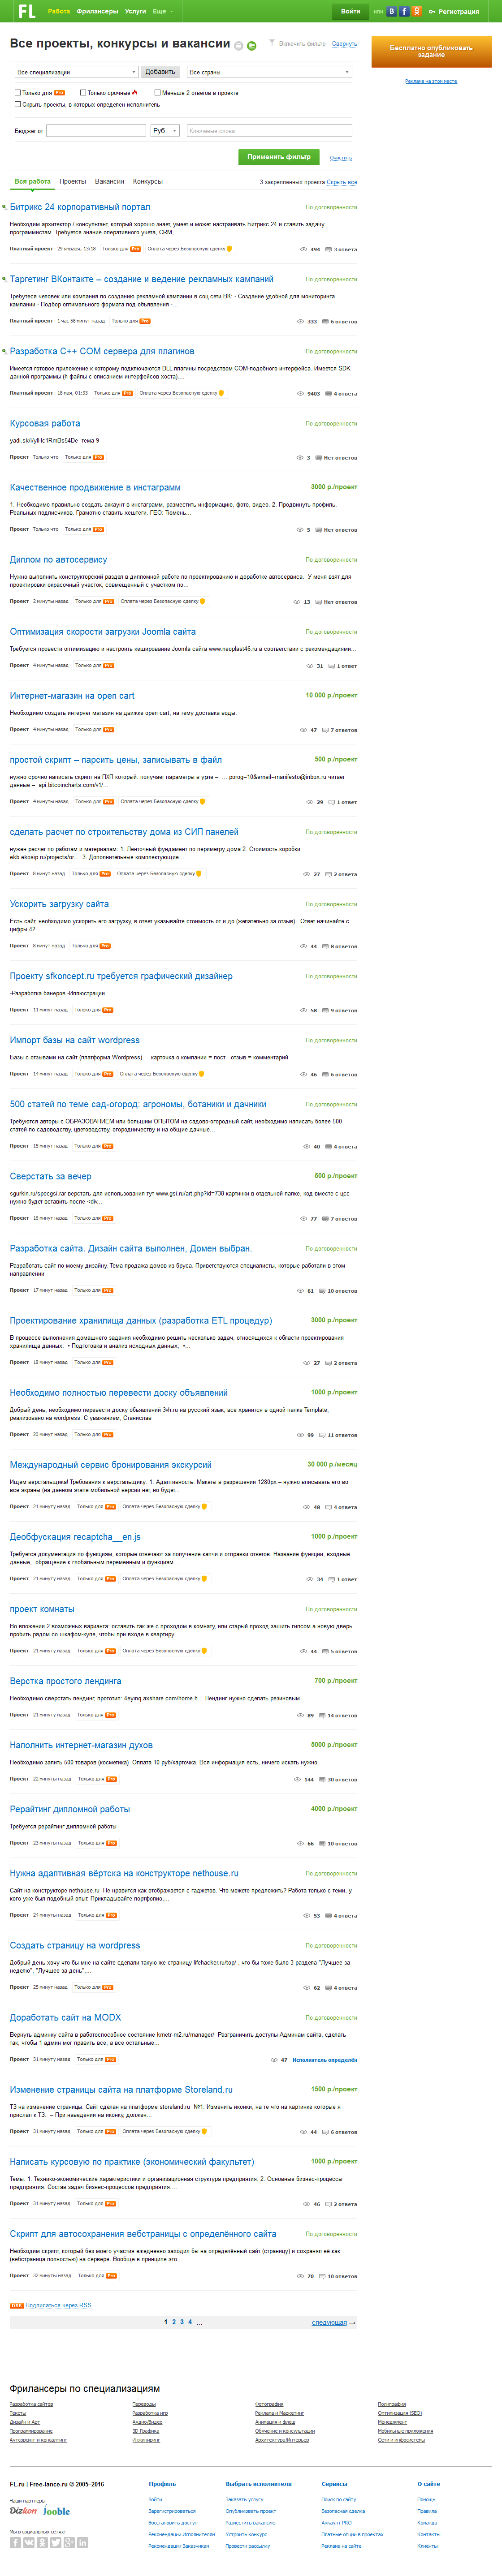 FL Работа Фрилансеры Услуги Еще Войти или Регистрация
Все проекты, конкурсы и вакансии
Включить фильтр Свернуть
Бесплатно опубликовать
задание
Реклама на этом месте
Все специализации Добавить Все страны
Только для Pro Только срочные Меньше 2 ответов в проекте
Скрыть проекты, в которых определен исполнитель
Бюджет от Руб Ключевые слова
Применить фильтр Очистить
Вся работа Проекты Вакансии Конкурсы 3 закрепленных проекта Скрыть все
Битрикс 24 корпоративный портал По договоренности
Необходим архитектор / консультант, который хорошо знает, умеет и может настраивать Битрикс 24 и ставить задачу
программистам. Требуется знание оперативного учета, CRM,...
Платный проект 29 января, 13:18 Только для Pro Оплата через Безопасную сделку 494 3 ответа
Таргетинг ВКонтакте – создание и ведение рекламных кампаний По договоренности
Требуется человек или компания по созданию рекламной кампании в соц.сети ВК: - Создание удобной для мониторинга
кампании - Подбор оптимального формата под объявления -...
Платный проект 1 час 58 минут назад Только для Pro 333 6 ответов
Разработка C++ COM сервера для плагинов По договоренности
Имеется готовое приложение к которому подключаются DLL плагины посредством COM-подобного интерфейса. Имеется SDK
данной программы (h файлы с описанием интерфейсов хоста)....
Платный проект 18 мая, 01:33 Только для Pro Оплата через Безопасную сделку 9403 4 ответа
Курсовая работа По договоренности
yadi.sk/i/yIHc1RmBs54De. тема 9
Проект Только что Только для Pro 3 Нет ответов
Качественное продвижение в инстаграмм 3000 р./проект
1. Необходимо правильно создать аккаунт в инстаграмм, разместить информацию, фото, видео. 2. Продвинуть профиль.
Реальных подписчиков. Грамотно ставить хештеги. ГЕО: Тюмень...
Проект Только что Только для Pro 5 Нет ответов
Диплом по автосервису По договоренности
Нужно выполнить конструкторский раздел в дипломной работе по проектированию и доработке автосервиса. У меня взят для
проектировки окрасочный участок, совмещенный с участком по...
Проект 2 минуты назад Только для Pro Оплата через Безопасную сделку 13 Нет ответов
Оптимизация скорости загрузки Joomla сайта По договоренности
Требуется провести оптимизацию и настроить кеширование Joomla сайта www.neoplast46.ru в соответствии с рекомендациями...
Проект 4 минуты назад Только для Pro 31 1 ответ
Интернет-магазин на open cart 10 000 р./проект
Необходимо создать интернет магазин на движке open cart, на тему доставка воды.
Проект 4 минуты назад Только для Pro 47 7 ответов
простой скрипт – парсить цены, записывать в файл 500 р./проект
нужно срочно написать скрипт на ПХП который: получает параметры в урле – ... porog=10&email=manifesto@inbox.ru читает
данные – api.bitcoincharts.com/v1/...
Проект 4 минуты назад Только для Pro Оплата через Безопасную сделку 29 1 ответ
сделать расчет по строительству дома из СИП панелей По договоренности
нужен расчет по работам и материалам: 1. Ленточный фундамент по периметру дома 2. Стоимость коробки
ekb.ekosip.ru/projects/or... 3. Дополнительные комплектующие...
Проект 8 минут назад Только для Pro Оплата через Безопасную сделку 27 2 ответа
Ускорить загрузку сайта По договоренности
Есть сайт, необходимо ускорить его загрузку, в ответ указывайте стоимость от и до (желательно за отзыв) Ответ начинайте с
цифры 42
Проект 8 минут назад Только для Pro 44 8 ответов
Проекту sfkoncept.ru требуется графический дизайнер По договоренности
-Разработка банеров -Иллюстрации
Проект 11 минут назад Только для Pro 58 9 ответов
Импорт базы на сайт wordpress По договоренности
Базы с отзывами на сайт (платформа Wordpress) карточка о компании = пост отзыв = комментарий
Проект 14 минут назад Только для Pro Оплата через Безопасную сделку 46 6 ответов
500 статей по теме сад-огород: агрономы, ботаники и дачники По договоренности
Требуются авторы с ОБРАЗОВАНИЕМ или большим ОПЫТОМ на садово-огородный сайт, необходимо написать более 500
статей по садоводству, цветоводству, огородничеству и на общие дачные...
Проект 15 минут назад Только для Pro 40 4 ответа
Сверстать за вечер 500 р./проект
sgurkin.ru/specgsi.rar верстать для использования тут www.gsi.ru/art.php?id=738 картинки в отдельной папке, код вместе с цсс
нужно будет вставить после <div...
Проект 16 минут назад Только для Pro 77 7 ответов
Разработка сайта. Дизайн сайта выполнен, Домен выбран. По договоренности
Разработать сайт по моему дизайну. Тема продажа домов из бруса. Приветствуются специалисты, которые работали в этом
направлении
Проект 17 минут назад Только для Pro 61 10 ответов
Проектирование хранилища данных (разработка ETL процедур) 3000 р./проект
В процессе выполнения домашнего задания необходимо решить несколько задач, относящихся к области проектирования
хранилища данных: • Подготовка и анализ исходных данных; •...
Проект 18 минут назад Только для Pro 27 2 ответа
Необходимо полностью перевести доску объявлений 1000 р./проект
Добрый день, необходимо перевести доску объявлений 3vh.ru на русский язык, всё хранится в одной папке Template,
реализовано на wordpress. С уважением, Станислав
Проект 20 минут назад Только для Pro 99 11 ответов
Международный сервис бронирования экскурсий 30 000 р./месяц
Ищем верстальщика! Требования к верстальщику: 1. Адаптивность. Макеты в разрешении 1280px – нужно вписывать его во
все экраны (на данном этапе мобильной версии нет, но будет...
Проект 21 минуту назад Только для Pro Оплата через Безопасную сделку 48 4 ответа
Деобфускация recaptcha__en.js 1000 р./проект
Требуется документация по функциям, которые отвечают за получение капчи и отправки ответов. Название функции, входные
данные, обращение к глобальным переменным и функциям....
Проект 21 минуту назад Только для Pro Оплата через Безопасную сделку 34 1 ответ
проект комнаты По договоренности
Во вложении 2 возможных варианта: оставить так же с проходом в комнату, или старый проход зашить гипсом а новую дверь
пробить рядом со шкафом-купе, чтобы при входе в квартиру...
Проект 21 минуту назад Только для Pro Оплата через Безопасную сделку 44 5 ответов
Верстка простого лендинга 700 р./проект
Необходимо сверстать лендинг, прототип: 4eyinq.axshare.com/home.h... Лендинг нужно сделать резиновым
Проект 21 минуту назад Только для Pro 89 14 ответов
Наполнить интернет-магазин духов 5000 р./проект
Необходимо залить 500 товаров (косметика). Оплата 10 руб/карточка. Вся информация есть, ничего искать нужно
Проект 22 минуты назад Только для Pro 144 30 ответов
Рерайтинг дипломной работы 4000 р./проект
Требуется рерайтинг дипломной работы
Проект 23 минуты назад Только для Pro 66 10 ответов
Нужна адаптивная вёртска на конструкторе nethouse.ru По договоренности
Сайт на конструкторе nethouse.ru Не нравится как отображается с гаджетов. Что можете предложить? Работа только с теми, у
кого уже был подобный опыт. Прикладывайте портфолио,...
Проект 24 минуты назад Только для Pro 53 4 ответа
Создать страницу на wordpress По договоренности
Добрый день хочу что бы мне на сайте сделали такую же страницу lifehacker.ru/top/ , что бы тоже было 3 раздела "Лучшее за
неделю", "Лучшее за день",...
Проект 25 минут назад Только для Pro 62 4 ответа
Доработать сайт на MODX По договоренности
Вернуть админку сайта в работоспособное состояние kmetr-m2.ru/manager/ Разграничить доступы Админам сайта, сделать
так, чтобы 1 админ мог править все, а все остальные...
Проект 31 минуту назад Только для Pro 47 Исполнитель определён
Изменение страницы сайта на платформе Storeland.ru 1500 р./проект
ТЗ на изменение страницы. Сайт сделан на платформе storeland.ru №1. Изменить иконки, на те что на картинке которые я
прислал к ТЗ. – При наведении на иконку, должен...
Проект 31 минуту назад Только для Pro Оплата через Безопасную сделку 44 6 ответов
Написать курсовую по практике (экономический факультет) 1000 р./проект
Темы: 1. Технико-экономические характеристики и организационная структура предприятия. 2. Основные бизнес-процессы
предприятия. Состав задач бизнес-процессов предприятия....
Проект 31 минуту назад Только для Pro 46 2 ответа
Скрипт для автосохранения вебстраницы с определённого сайта По договоренности
Необходим скрипт, который без моего участия ежедневно заходил бы на определённый сайт (страницу) и сохранял её как
(вебстраница полностью) на сервере. Вообще в принципе это...
Проект 32 минуты назад Только для Pro 70 10 ответов
RSS Подписаться через RSS
1 2 3 4 ... следующая →
Фрилансеры по специализациям
Разработка сайтов Переводы Фотография Полиграфия
Тексты Разработка игр Реклама и Маркетинг Оптимизация (SEO)
Дизайн и Арт Аудио/Видео Анимация и флеш Менеджмент
Программирование 3D Графика Обучение и консультации Мобильные приложения
Аутсорсинг и консалтинг Инжиниринг Архитектура/Интерьер Сети и инфосистемы
FL.ru | Free-lance.ru © 2005–2016 Профиль Выбрать исполнителя Сервисы О сайте
Наши партнеры Войти Заказать услугу Поиск по сайту Помощь
Dizkon Jooble Зарегистрироваться Опубликовать проект Безопасная сделка Правила
Восстановить доступ Разместить вакансию Аккаунт PRO Команда
Мы в социальных сетях: Рекомендации Исполнителям Устроить конкурс Платные опции в проектах Контакты
Рекомендации Заказчикам Провести рассылку Реклама на сайте Клиенты